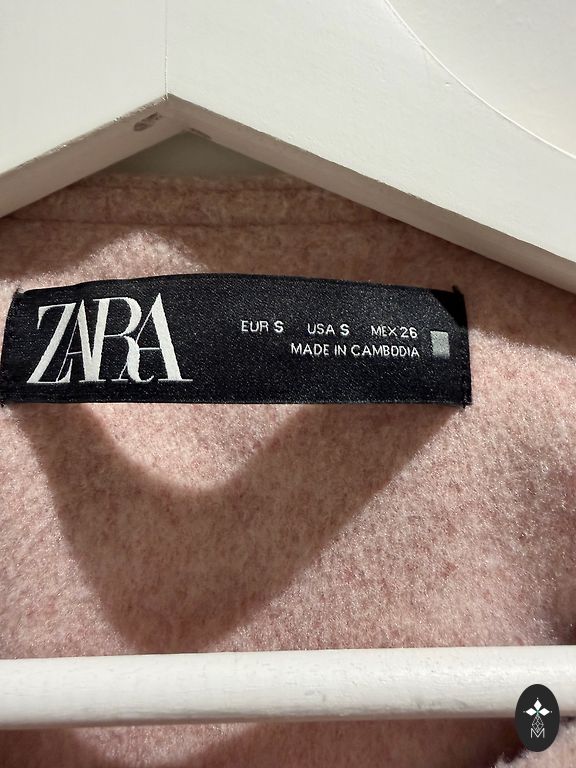 ZARA
EUR S USA S MEX 26
MADE IN CAMBODIA
M